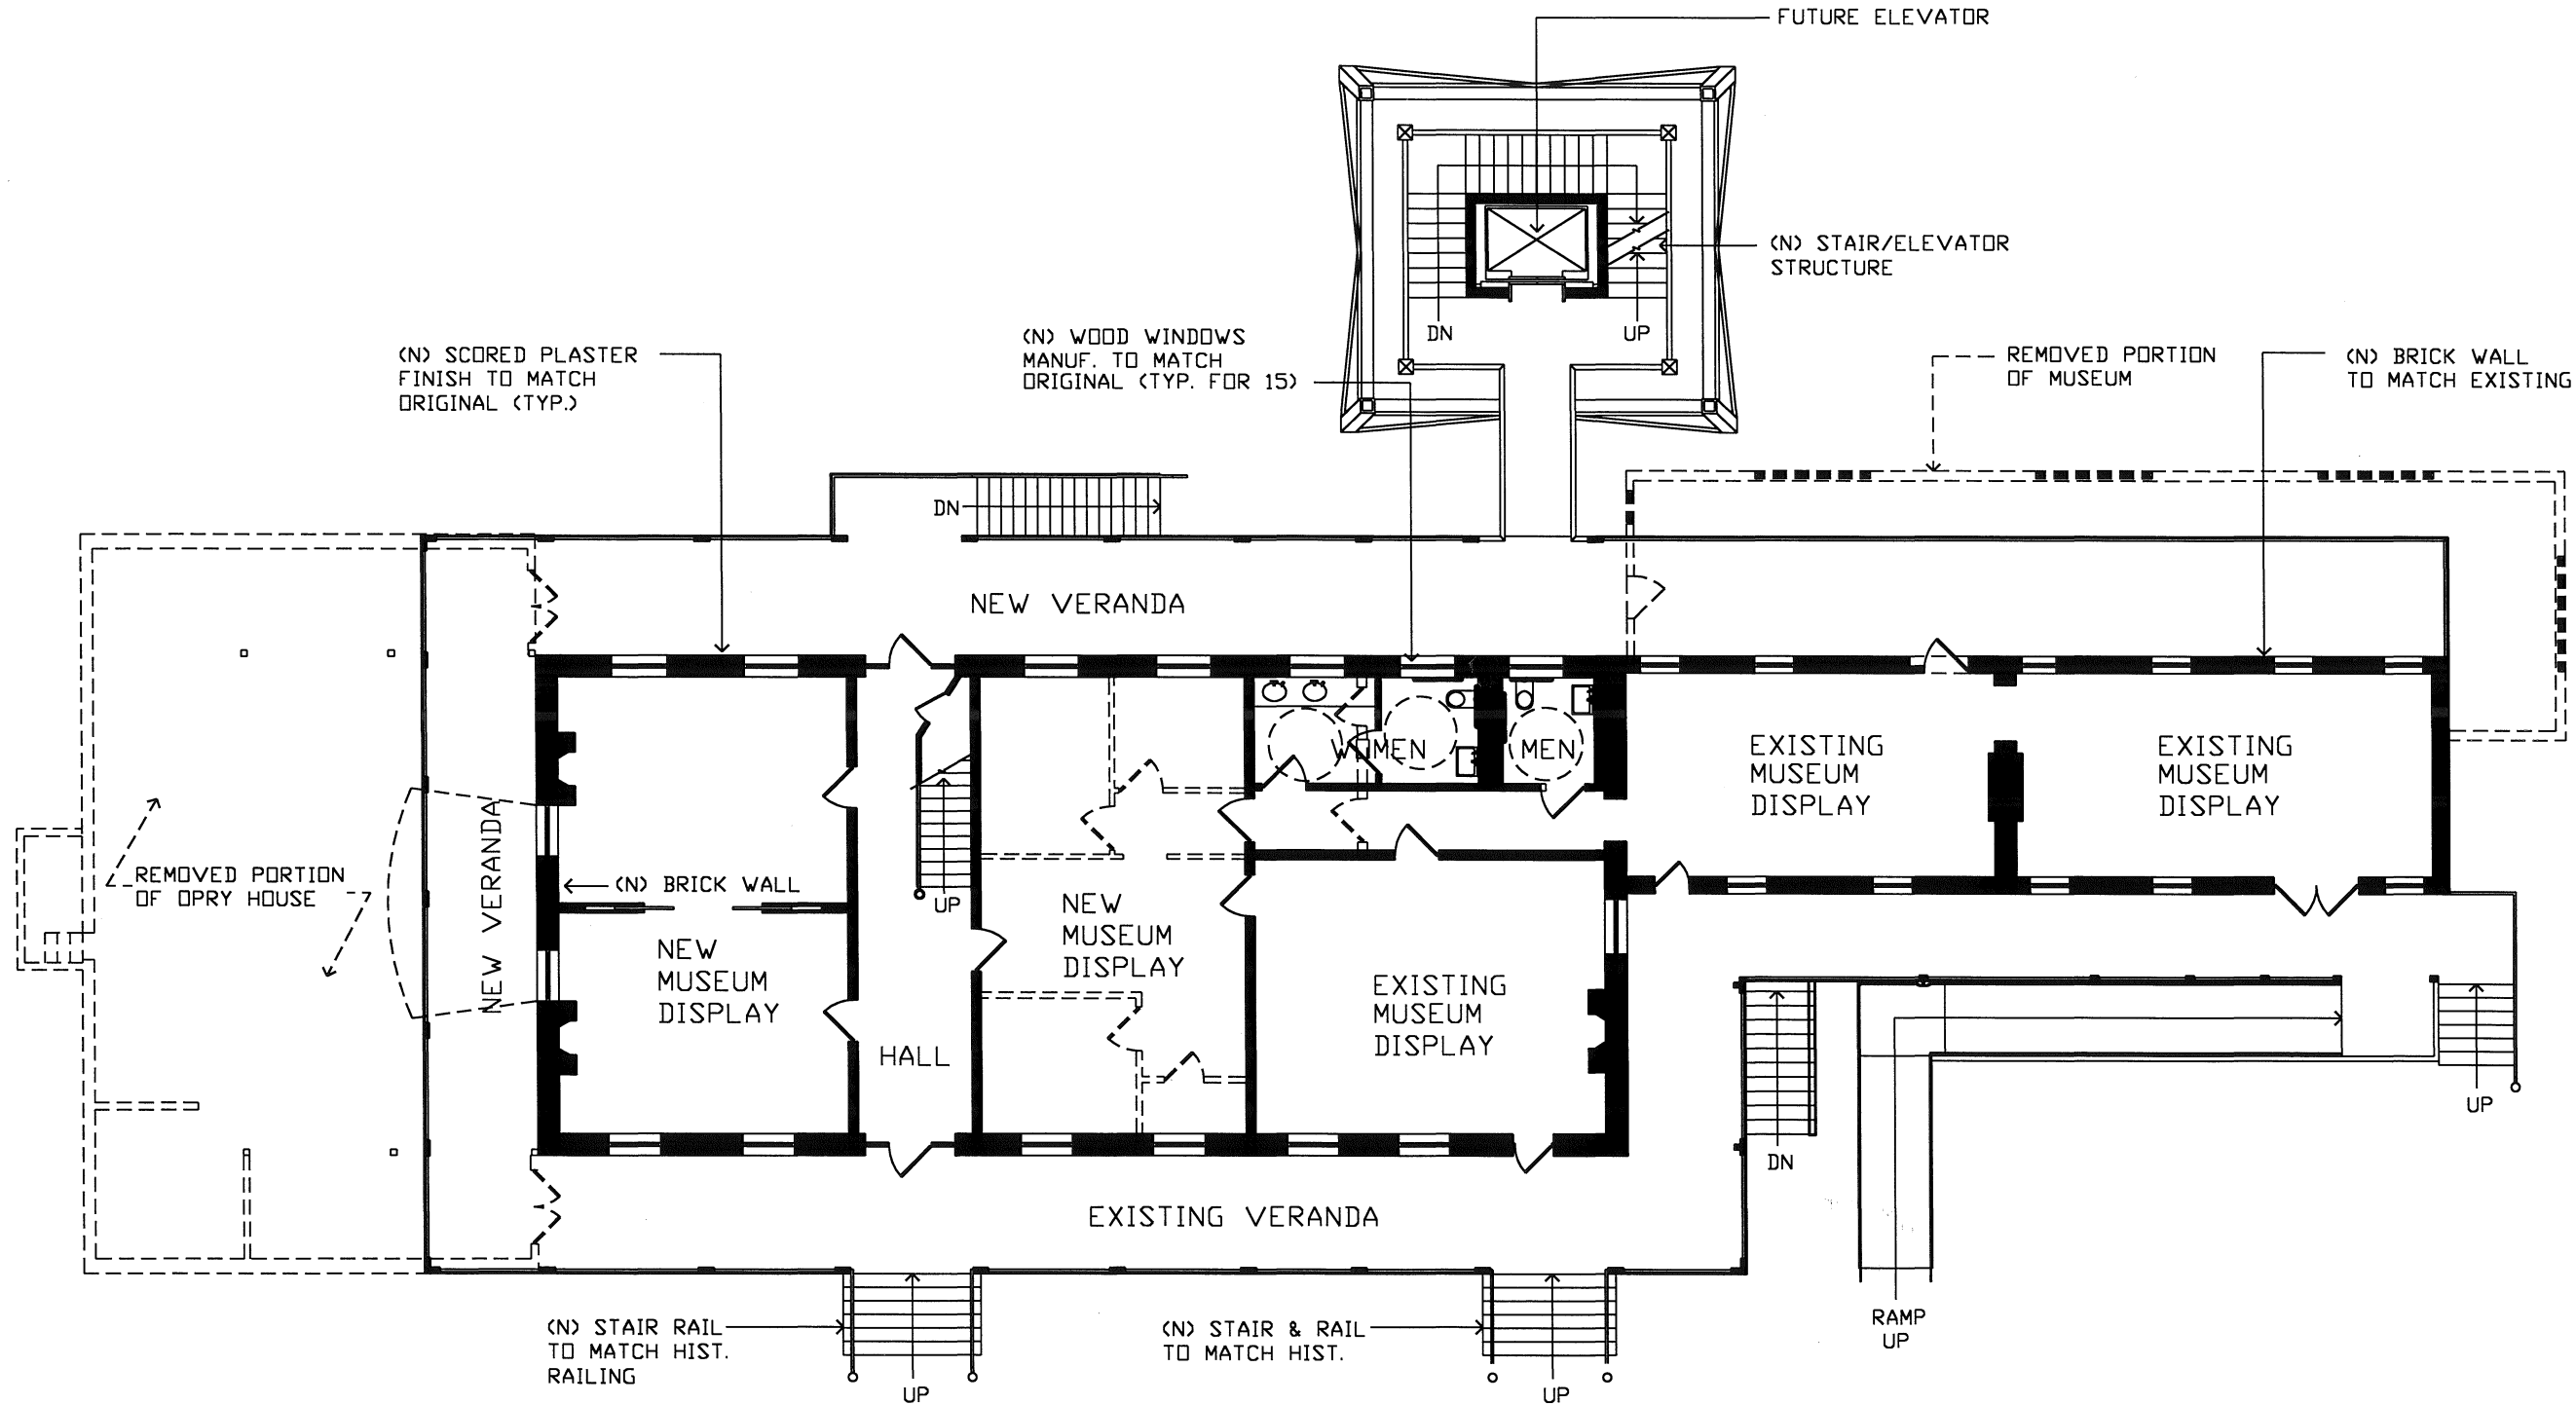 FUTURE ELEVATOR
(N) STAIR/ELEVATOR
STRUCTURE
DN
UP
(N) SCORED PLASTER
FINISH TO MATCH
ORIGINAL (TYP.)
(N) WOOD WINDOWS
MANUF. TO MATCH
ORIGINAL (TYP. FOR 15)
REMOVED PORTION
OF MUSEUM
(N) BRICK WALL
TO MATCH EXISTING
DN
NEW VERANDA
WOMEN
MEN
EXISTING
MUSEUM
DISPLAY
EXISTING
MUSEUM
DISPLAY
NEW VERANDA
REMOVED PORTION
OF OPRY HOUSE
(N) BRICK WALL
UP
NEW
MUSEUM
DISPLAY
NEW
MUSEUM
DISPLAY
EXISTING
MUSEUM
DISPLAY
HALL
UP
DN
EXISTING VERANDA
RAMP
UP
(N) STAIR RAIL
TO MATCH HIST.
RAILING
UP
(N) STAIR & RAIL
TO MATCH HIST.
UP